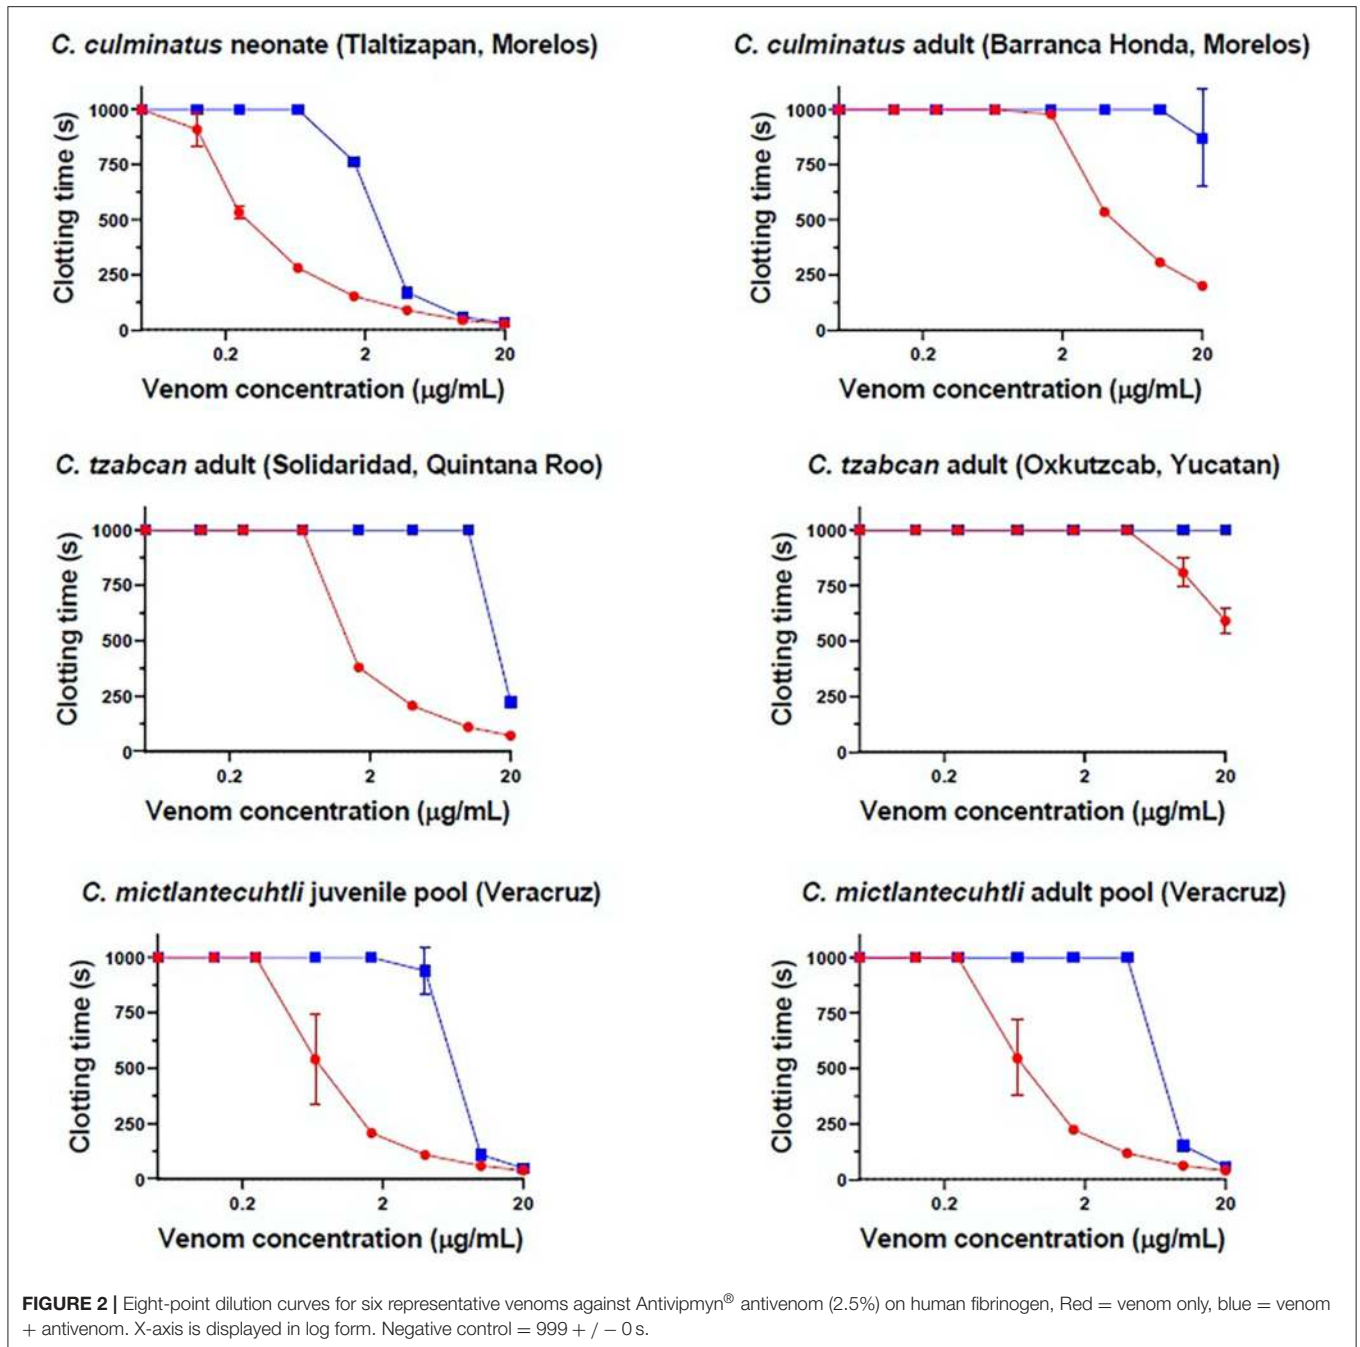 C. culminatus neonate (Tlaltizapan, Morelos)
C. culminatus adult (Barranca Honda, Morelos)
Clotting time (s)
1000
750
500
250
0
0.2 2 20
Venom concentration (μg/mL)
Clotting time (s)
1000
750
500
250
0
0.2 2 20
Venom concentration (μg/mL)
C. tzabcan adult (Solidaridad, Quintana Roo)
C. tzabcan adult (Oxkutzcab, Yucatan)
Clotting time (s)
1000
750
500
250
0
0.2 2 20
Venom concentration (μg/mL)
Clotting time (s)
1000
750
500
250
0
0.2 2 20
Venom concentration (μg/mL)
C. mictlantecuhtli juvenile pool (Veracruz)
C. mictlantecuhtli adult pool (Veracruz)
Clotting time (s)
1000
750
500
250
0
0.2 2 20
Venom concentration (μg/mL)
Clotting time (s)
1000
750
500
250
0
0.2 2 20
Venom concentration (μg/mL)
FIGURE 2 | Eight-point dilution curves for six representative venoms against Antivipmyn® antivenom (2.5%) on human fibrinogen, Red = venom only, blue = venom
+ antivenom. X-axis is displayed in log form. Negative control = 999 + / − 0 s.